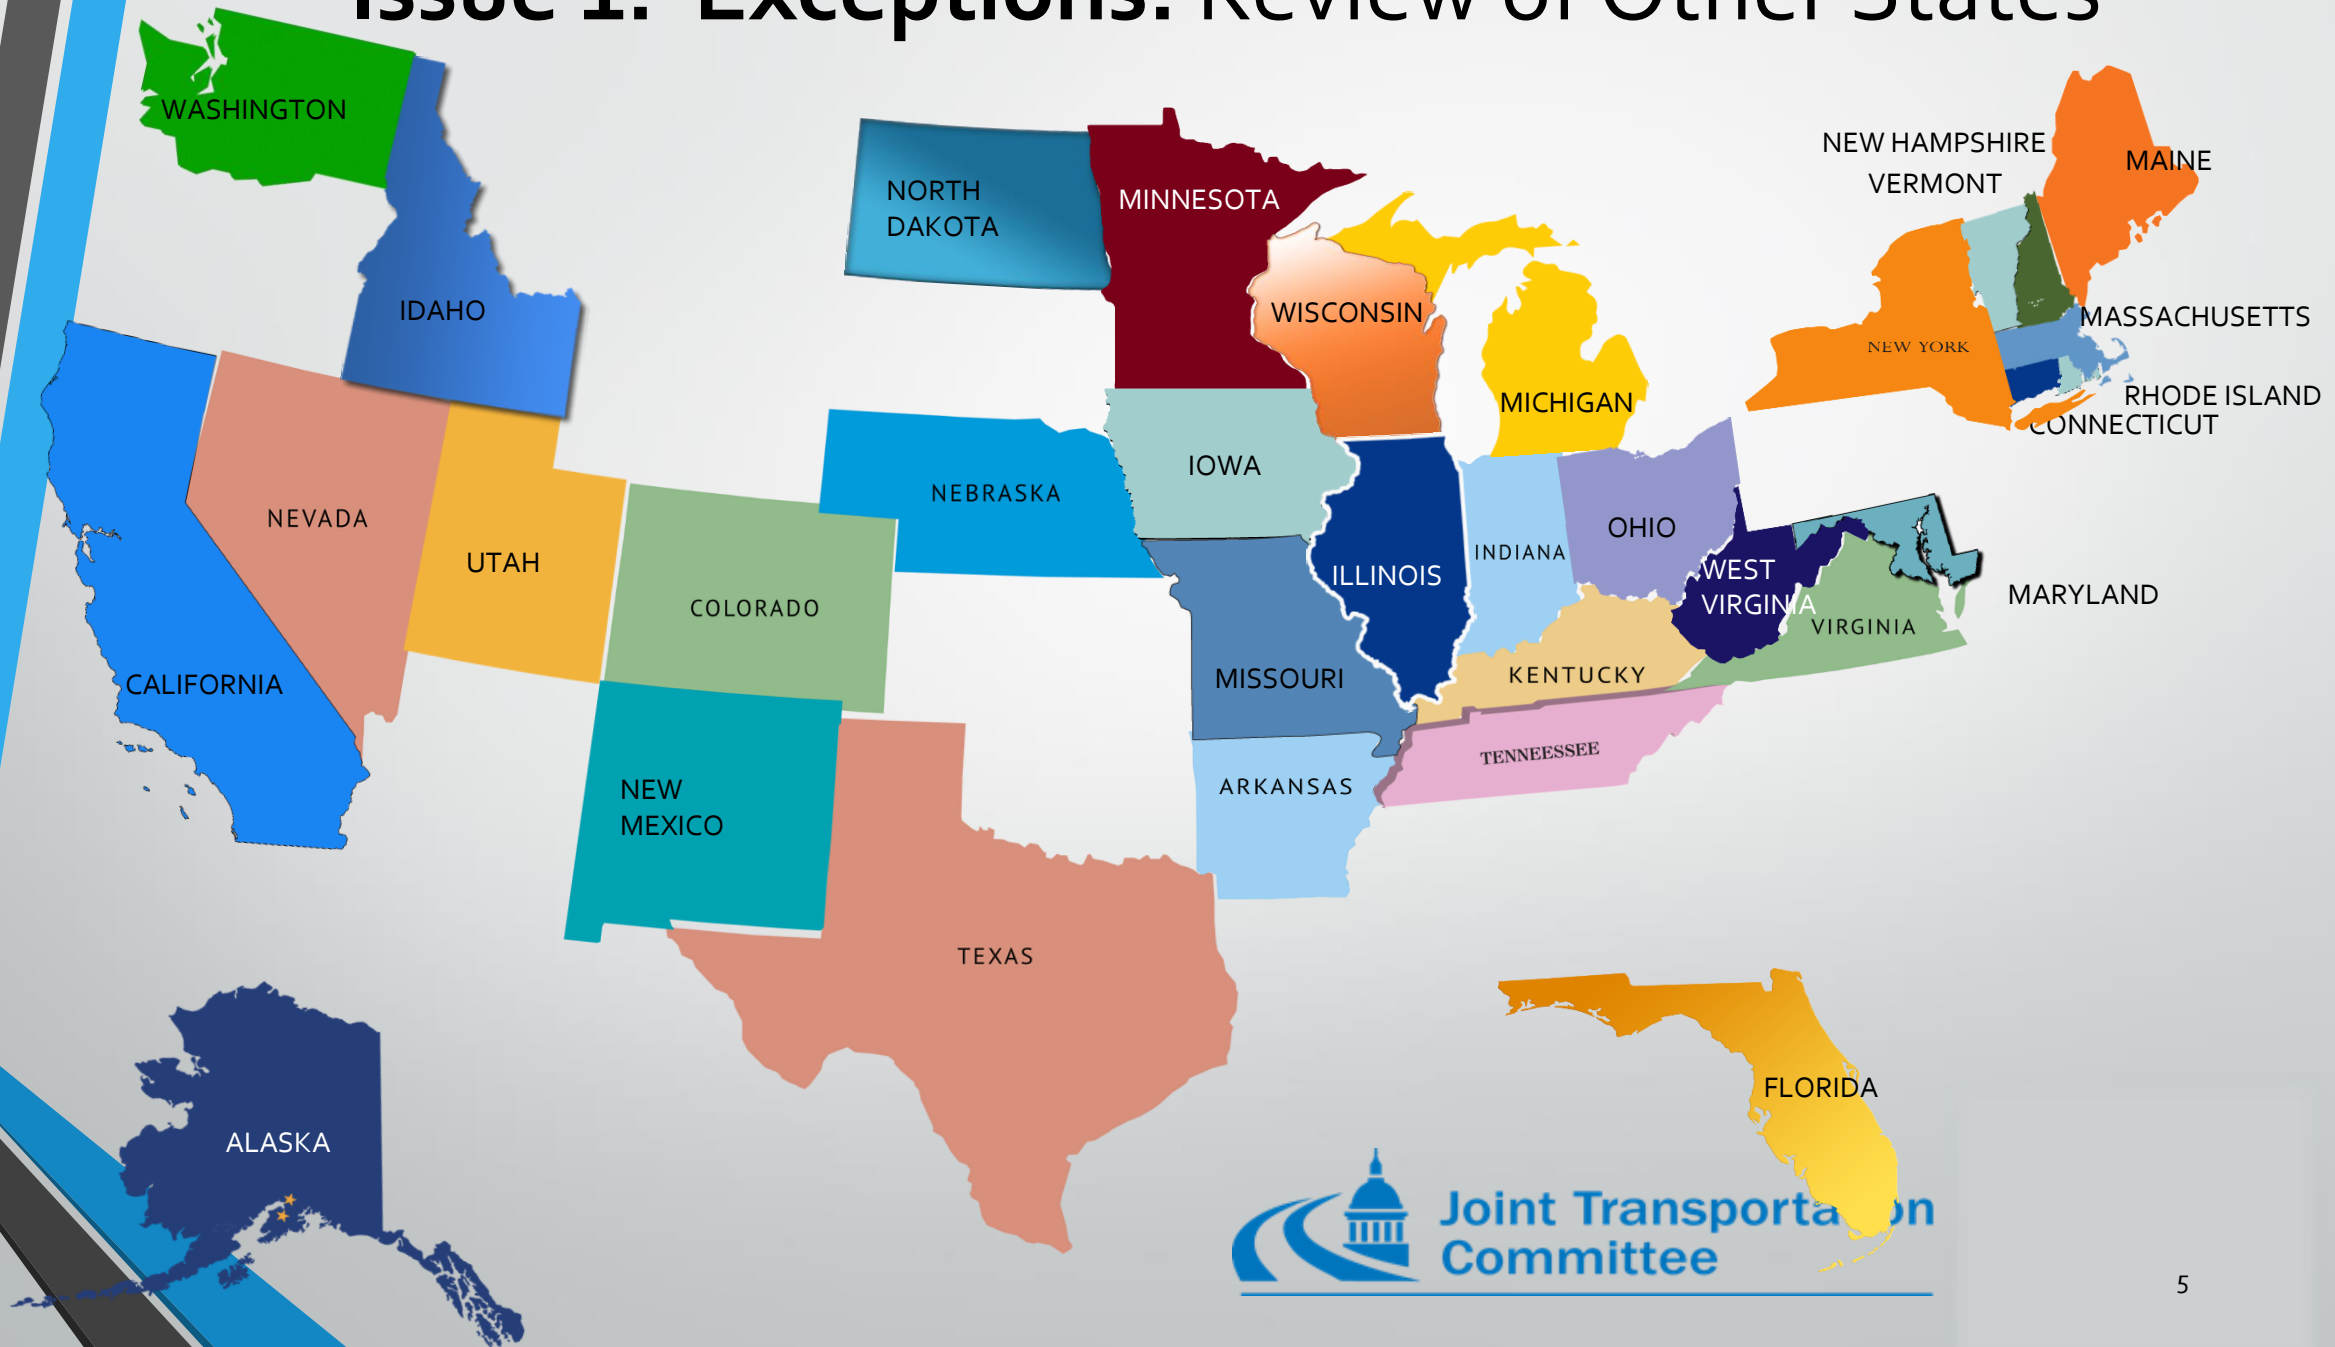 Issue 1: Exceptions: Review of Other States
WASHINGTON
NEW HAMPSHIRE
MAINE
VERMONT
NORTH
DAKOTA
MINNESOTA
IDAHO
WISCONSIN
MASSACHUSETTS
NEW YORK
MICHIGAN
RHODE ISLAND
CONNECTICUT
IOWA
NEBRASKA
NEVADA
OHIO
UTAH
INDIANA
ILLINOIS
WEST
VIRGINIA
MARYLAND
COLORADO
VIRGINIA
CALIFORNIA
MISSOURI
KENTUCKY
TENNEESSEE
ARKANSAS
NEW
MEXICO
TEXAS
FLORIDA
ALASKA
Joint Transportation
Committee
5